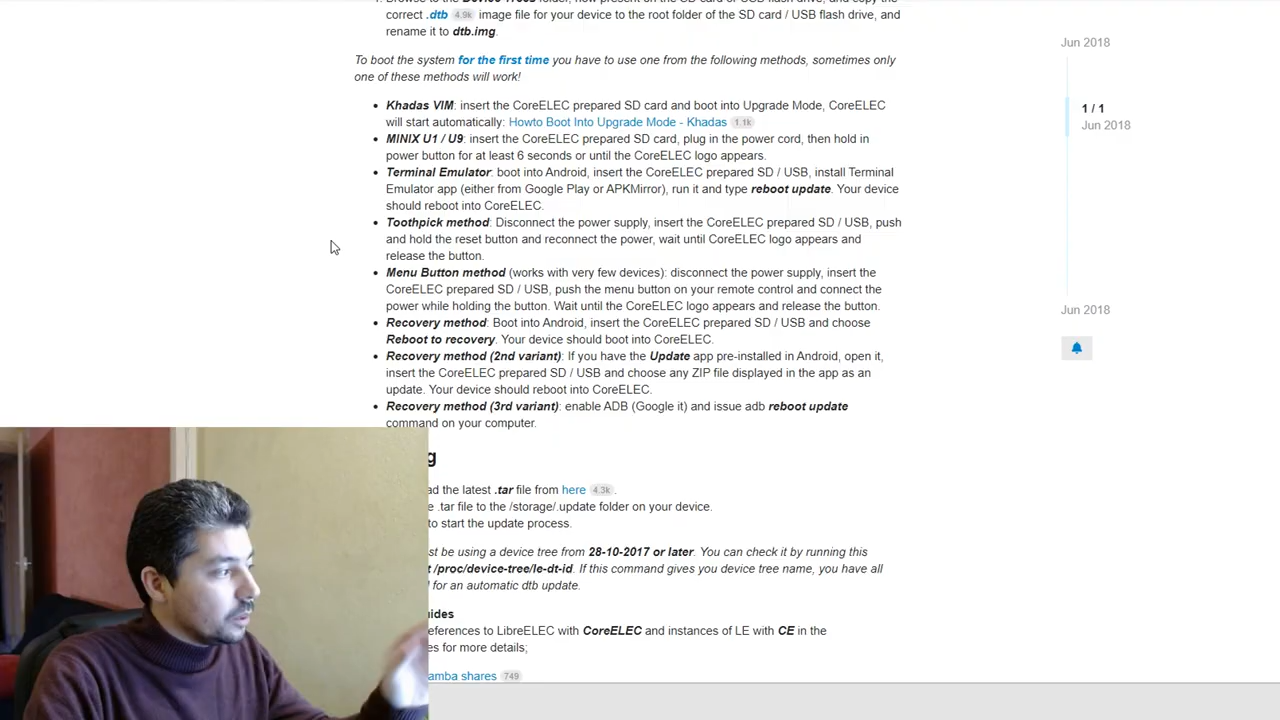 correct .dtb 4.9k image file for your device to the root folder of the SD card / USB flash drive, and
rename it to dtb.img.
To boot the system for the first time you have to use one from the following methods, sometimes only
one of these methods will work!
• Khadas VIM: insert the CoreELEC prepared SD card and boot into Upgrade Mode, CoreELEC
will start automatically: Howto Boot Into Upgrade Mode - Khadas 1.1k
• MINIX U1 / U9: insert the CoreELEC prepared SD card, plug in the power cord, then hold in
power button for at least 6 seconds or until the CoreELEC logo appears.
• Terminal Emulator: boot into Android, insert the CoreELEC prepared SD / USB, install Terminal
Emulator app (either from Google Play or APKMirror), run it and type reboot update. Your device
should reboot into CoreELEC.
• Toothpick method: Disconnect the power supply, insert the CoreELEC prepared SD / USB, push
and hold the reset button and reconnect the power, wait until CoreELEC logo appears and
release the button.
• Menu Button method (works with very few devices): disconnect the power supply, insert the
CoreELEC prepared SD / USB, push the menu button on your remote control and connect the
power while holding the button. Wait until the CoreELEC logo appears and release the button.
• Recovery method: Boot into Android, insert the CoreELEC prepared SD / USB and choose
Reboot to recovery. Your device should boot into CoreELEC.
• Recovery method (2nd variant): If you have the Update app pre-installed in Android, open it,
insert the CoreELEC prepared SD / USB and choose any ZIP file displayed in the app as an
update. Your device should reboot into CoreELEC.
• Recovery method (3rd variant): enable ADB (Google it) and issue adb reboot update
command on your computer.
g
ad the latest .tar file from here 4.3k.
e .tar file to the /storage/.update folder on your device.
to start the update process.
st be using a device tree from 28-10-2017 or later. You can check it by running this
t /proc/device-tree/le-dt-id. If this command gives you device tree name, you have all
d for an automatic dtb update.
uides
eferences to LibreELEC with CoreELEC and instances of LE with CE in the
es for more details;
amba shares 749
Jun 2018
1 / 1
Jun 2018
Jun 2018